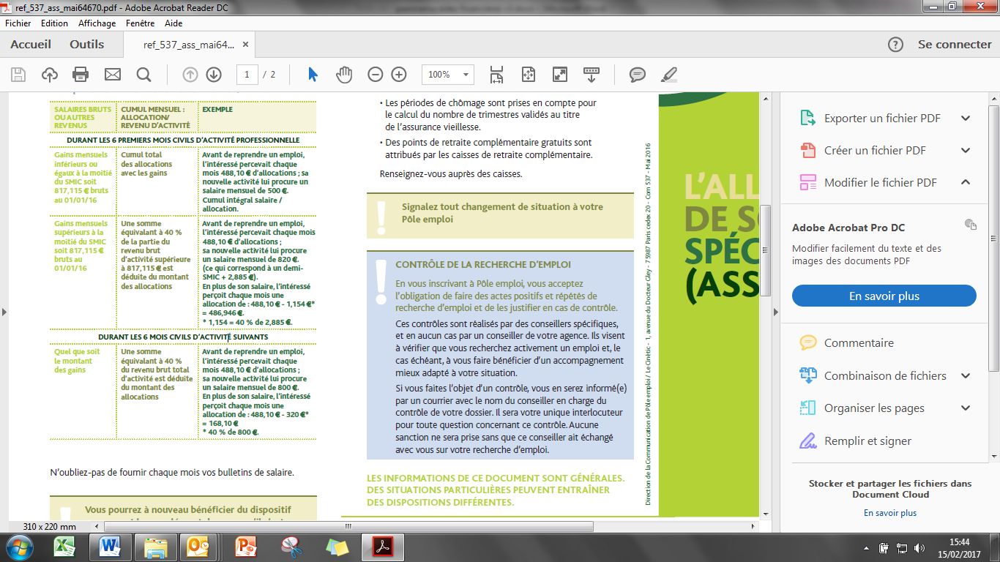 ref_537_ass_mai64670.pdf - Adobe Acrobat Reader DC
Fichier Edition Affichage Fenêtre Aide
Accueil Outils ref_537_ass_mai64... × Se connecter
1 / 2 100%
SALAIRES BRUTS
OU AUTRES
REVENUS
CUMUL MENSUEL :
ALLOCATION/
REVENU D'ACTIVITÉ
EXEMPLE
DURANT LES 6 PREMIERS MOIS CIVILS D'ACTIVITÉ PROFESSIONNELLE
Gains mensuels
inférieurs ou
égaux à la moitié
du SMIC soit
817,115 € bruts
au 01/01/16
Cumul total
des allocations
avec les gains
Avant de reprendre un emploi,
l'intéressé percevait chaque
mois 488,10 € d'allocations ; sa
nouvelle activité lui procure un
salaire mensuel de 500 €.
Cumul intégral salaire /
allocation.
Gains mensuels
supérieurs à la
moitié du SMIC
soit 817,115 €
bruts au
01/01/16
Une somme
équivalant à 40 %
de la partie du
revenu brut
d'activité supérieure
à 817,115 € est
déduite du montant
des allocations
Avant de reprendre un emploi,
l'intéressé percevait chaque mois
488,10 € d'allocations ;
sa nouvelle activité lui procure
un salaire mensuel de 820 €.
(ce qui correspond à un demi-
SMIC + 2,885 €).
En plus de son salaire, l'intéressé
perçoit chaque mois une
allocation de : 488,10 € - 1,154 €*
= 486,946 €.
* 1,154 = 40 % de 2,885 €.
DURANT LES 6 MOIS CIVILS D'ACTIVITÉ SUIVANTS
Quel que soit
le montant
des gains
Une somme
équivalant à 40 %
du revenu brut total
d'activité est déduite
du montant des
allocations
Avant de reprendre un emploi,
l'intéressé percevait chaque
mois 488,10 € d'allocations ;
sa nouvelle activité lui procure
un salaire mensuel de 800 €.
En plus de son salaire, l'intéressé
perçoit chaque mois une
allocation de : 488,10 € - 320 €*
= 168,10 €
* 40 % de 800 €.
N'oubliez-pas de fournir chaque mois vos bulletins de salaire.
Vous pourrez à nouveau bénéficier du dispositif
• Les périodes de chômage sont prises en compte pour
le calcul du nombre de trimestres validés au titre
de l'assurance vieillesse.
• Des points de retraite complémentaire gratuits sont
attribués par les caisses de retraite complémentaire.
Renseignez-vous auprès des caisses.
! Signalez tout changement de situation à votre
Pôle emploi
! CONTRÔLE DE LA RECHERCHE D'EMPLOI
En vous inscrivant à Pôle emploi, vous acceptez
l'obligation de faire des actes positifs et répétés de
recherche d'emploi et de les justifier en cas de contrôle.
Ces contrôles sont réalisés par des conseillers spécifiques,
et en aucun cas par un conseiller de votre agence. Ils visent
à vérifier que vous recherchez activement un emploi et, le
cas échéant, à vous faire bénéficier d'un accompagnement
mieux adapté à votre situation.
Si vous faites l'objet d'un contrôle, vous en serez informé(e)
par un courrier avec le nom du conseiller en charge du
contrôle de votre dossier. Il sera votre unique interlocuteur
pour toute question concernant ce contrôle. Aucune
sanction ne sera prise sans que ce conseiller ait échangé
avec vous sur votre recherche d'emploi.
LES INFORMATIONS DE CE DOCUMENT SONT GÉNÉRALES.
DES SITUATIONS PARTICULIÈRES PEUVENT ENTRAÎNER
DES DISPOSITIONS DIFFÉRENTES.
Direction de la Communication de Pôle emploi / Le Cinétic - 1, avenue du Docteur Gley - 75987 Paris cedex 20 - Com 537 - Mai 2016
L'ALL
DE S
SPÉC
(ASS
Exporter un fichier PDF
Créer un fichier PDF
Modifier le fichier PDF
Adobe Acrobat Pro DC
Modifier facilement du texte et des
images des documents PDF
En savoir plus
Commentaire
Combinaison de fichiers
Organiser les pages
Remplir et signer
Stocker et partager les fichiers dans
Document Cloud
En savoir plus
310 x 220 mm
15:44
15/02/2017